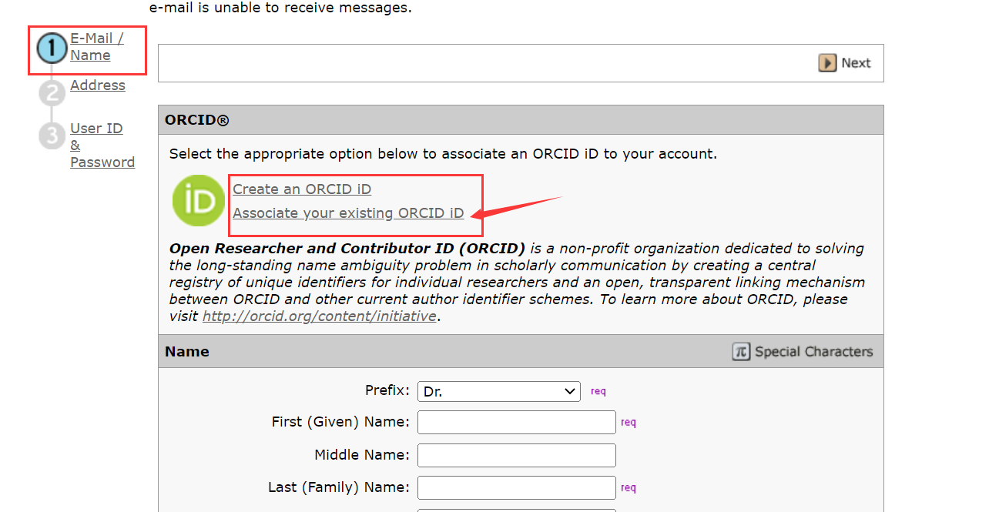 e-mail is unable to receive messages.
1 E-Mail /
Name
2 Address
3 User ID
&
Password
Next
ORCID®
Select the appropriate option below to associate an ORCID iD to your account.
iD
Create an ORCID iD
Associate your existing ORCID iD
Open Researcher and Contributor ID (ORCID) is a non-profit organization dedicated to solving
the long-standing name ambiguity problem in scholarly communication by creating a central
registry of unique identifiers for individual researchers and an open, transparent linking mechanism
between ORCID and other current author identifier schemes. To learn more about ORCID, please
visit http://orcid.org/content/initiative.
Name
π Special Characters
Prefix: Dr. req
First (Given) Name: req
Middle Name:
Last (Family) Name: req